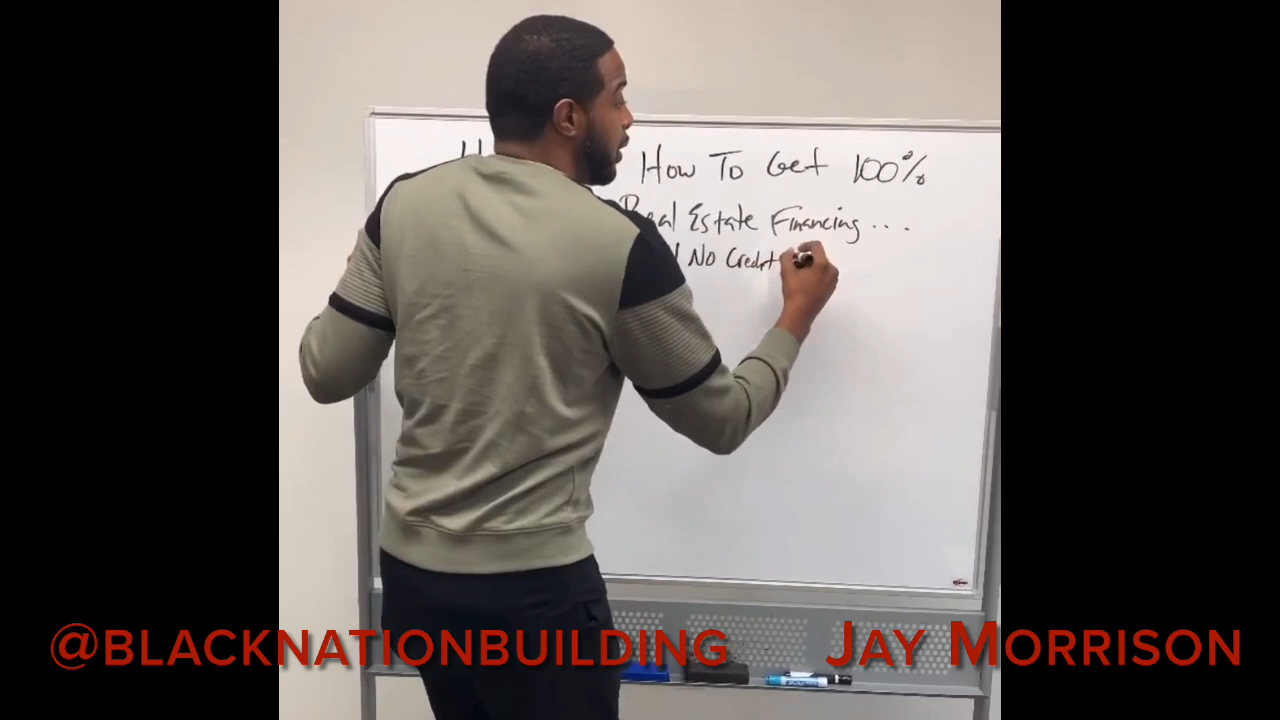 How To Get 100%
Real Estate Financing...
No Credit
@BLACKNATIONBUILDING JAY MORRISON